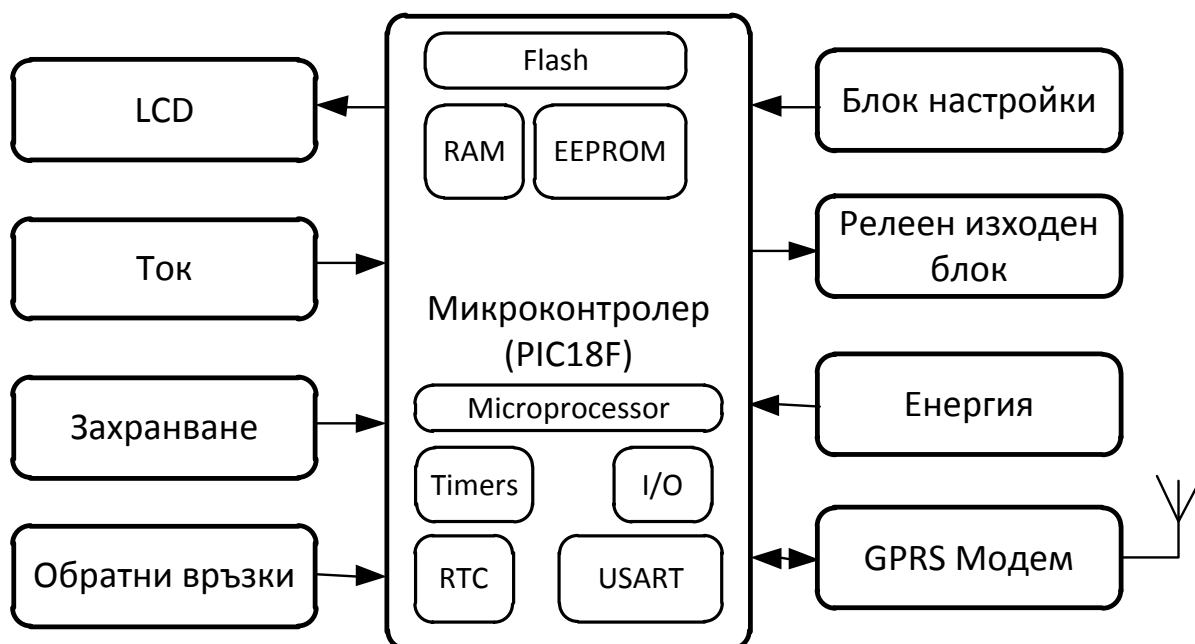 LCD
Ток
Захранване
Обратни връзки
Flash
RAM
EEPROM
Микроконтролер
(PIC18F)
Microprocessor
Timers
I/O
RTC
USART
Блок настройки
Релеен изходен
блок
Енергия
GPRS Модем